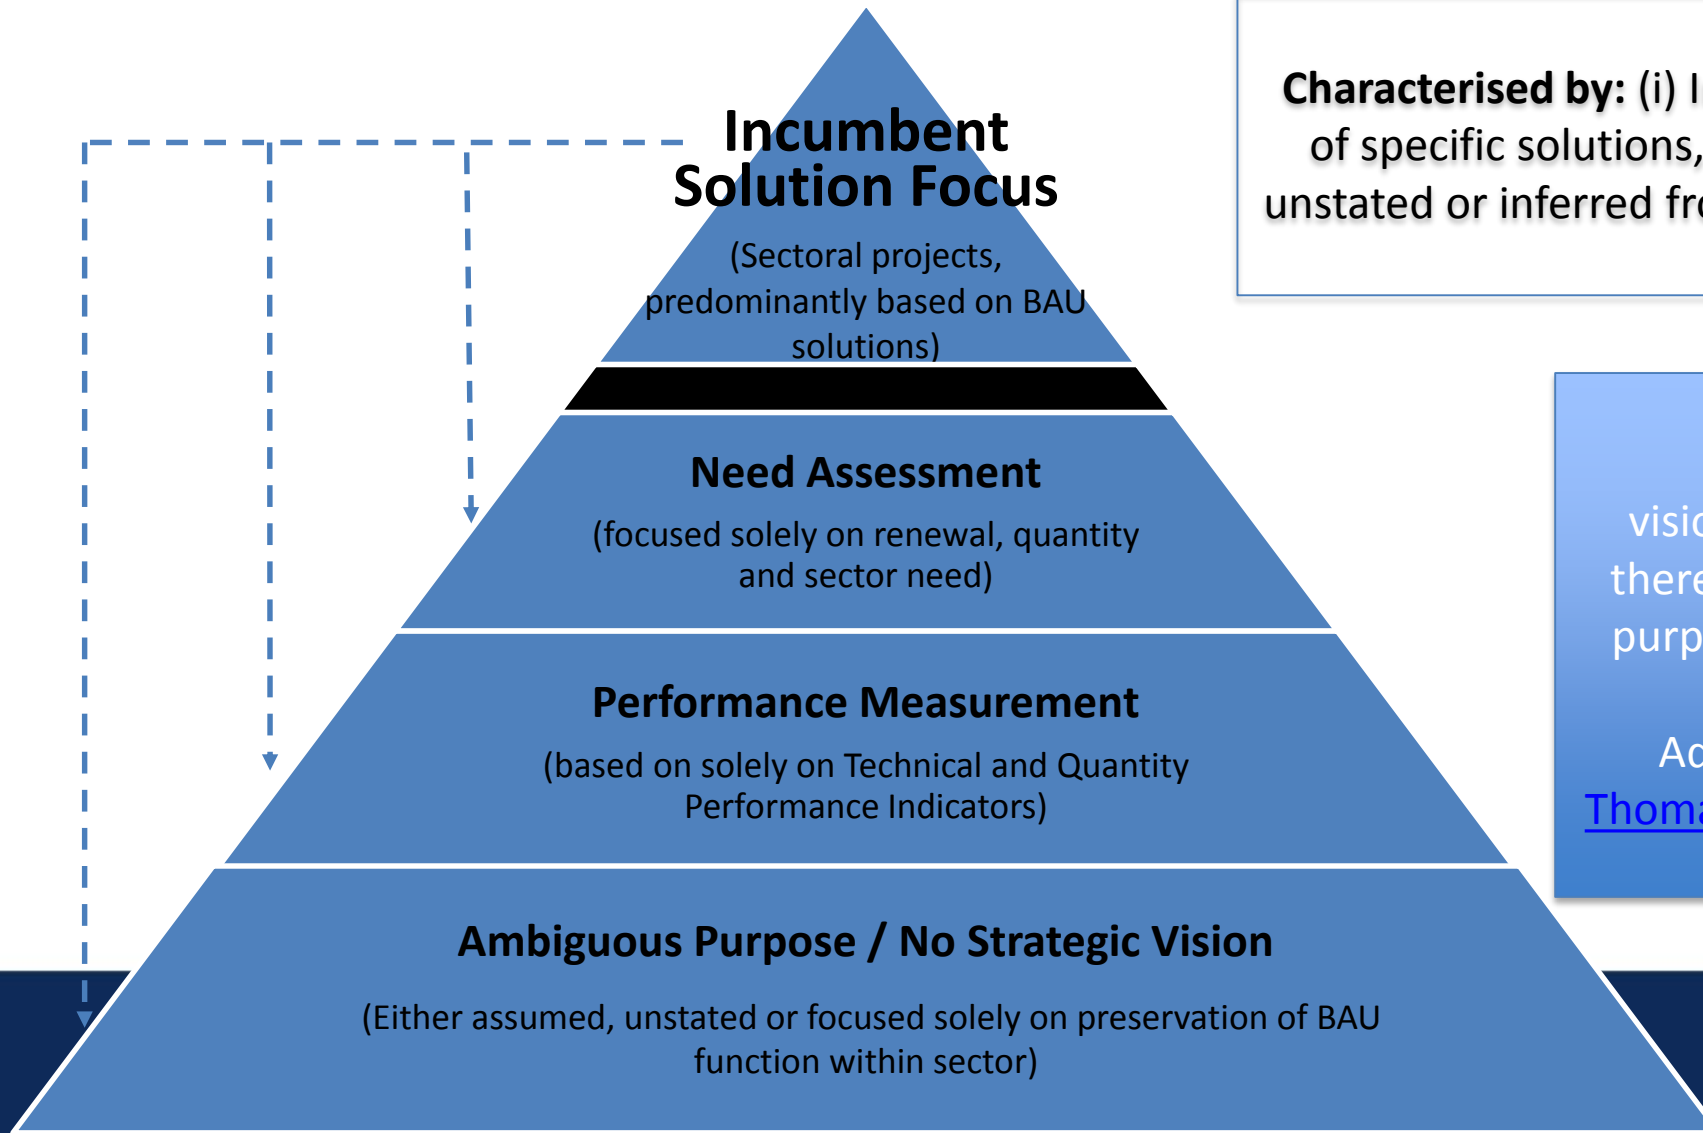 Incumbent
Solution Focus
(Sectoral projects,
predominantly based on BAU
solutions)
Need Assessment
(focused solely on renewal, quantity
and sector need)
Performance Measurement
(based on solely on Technical and Quantity
Performance Indicators)
Ambiguous Purpose / No Strategic Vision
(Either assumed, unstated or focused solely on preservation of BAU
function within sector)
Characterised by: (i)
of specific solutions,
unstated or inferred